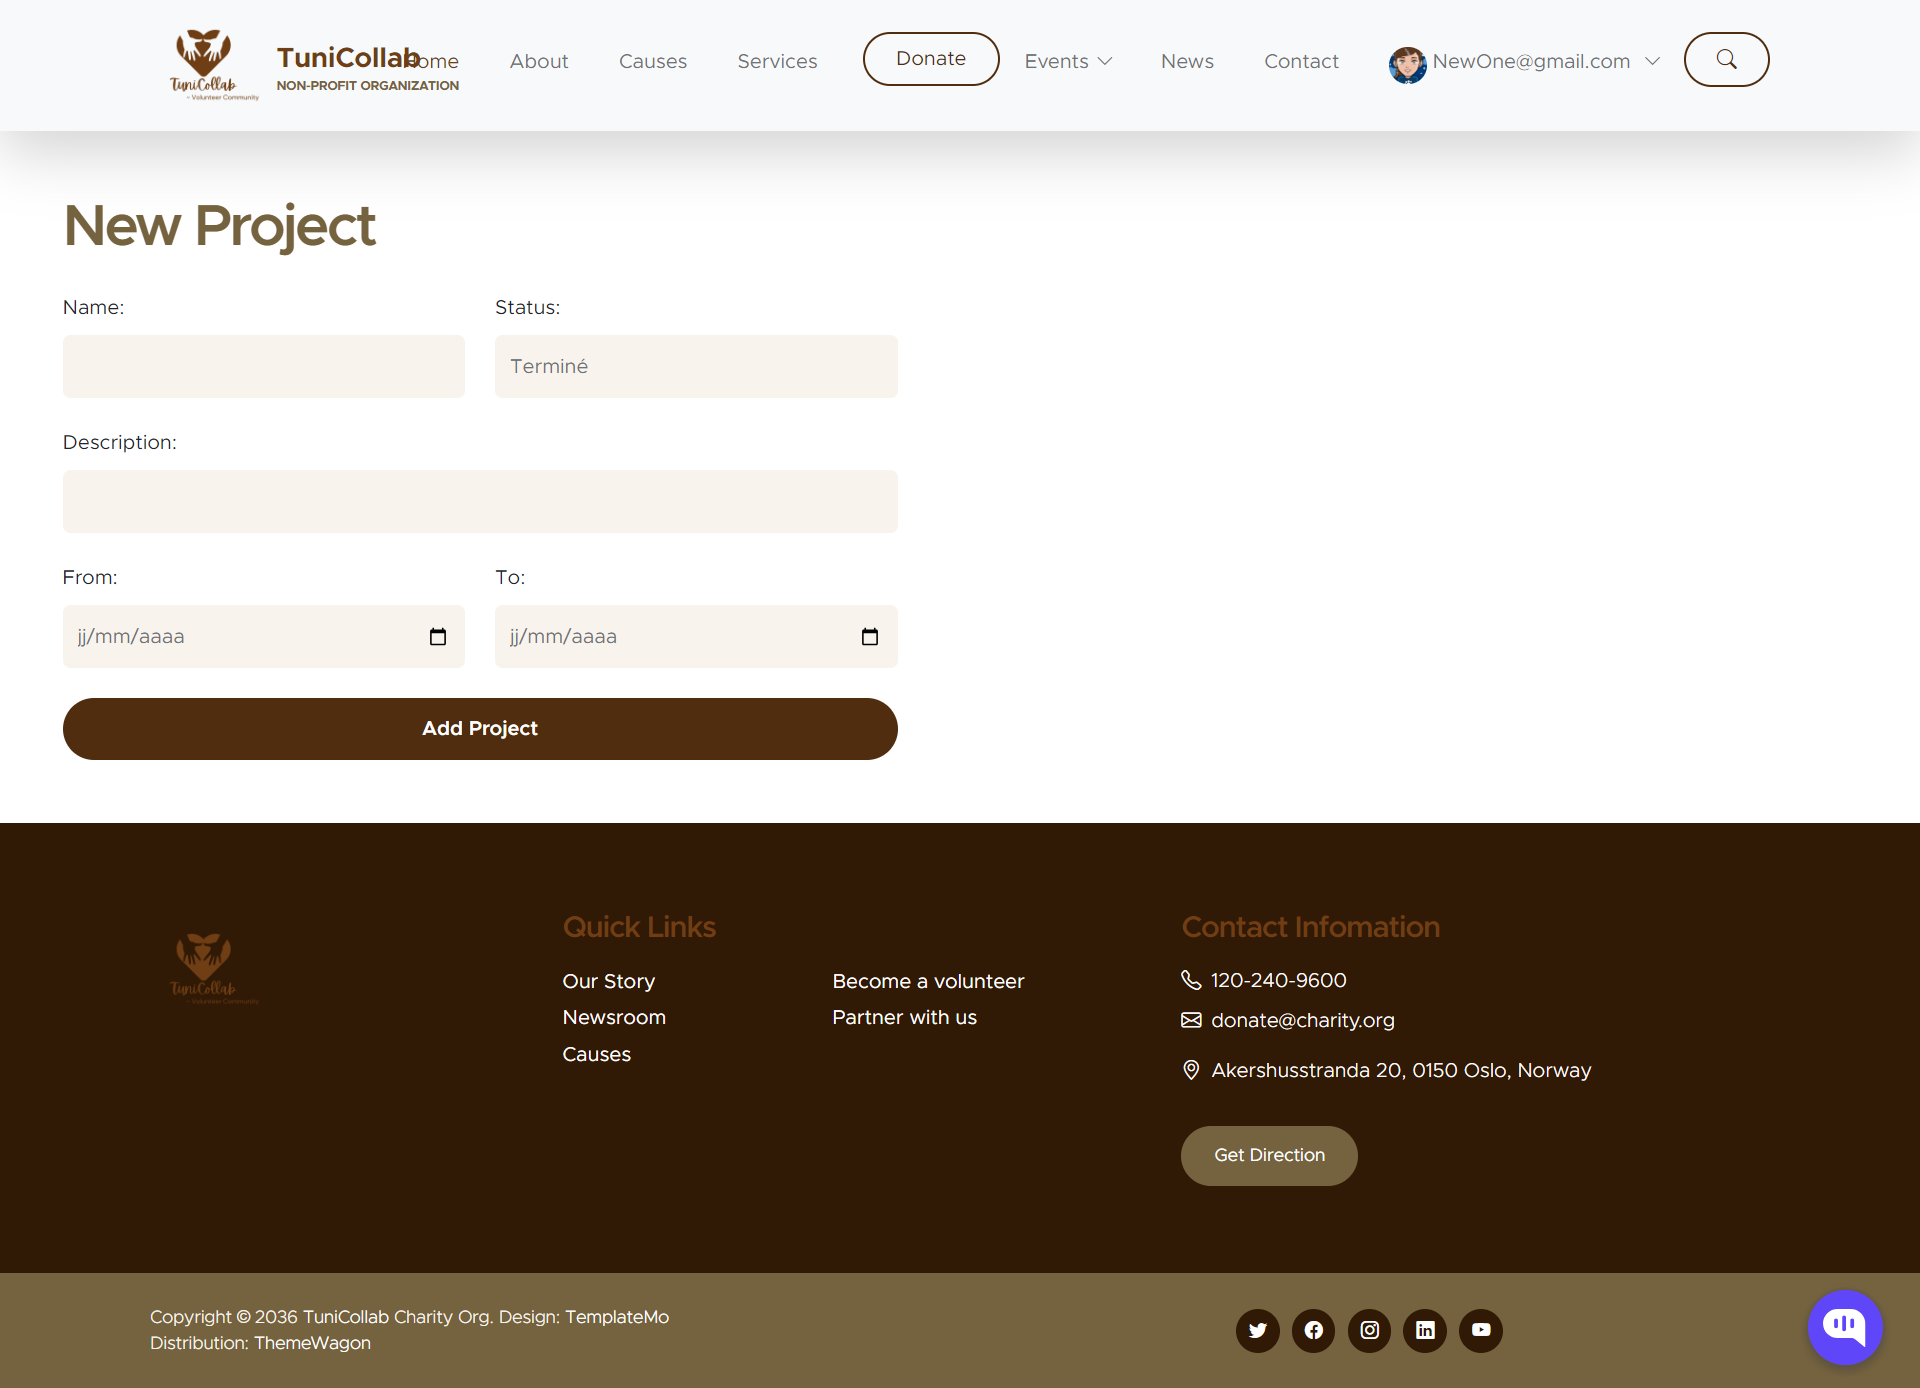 TuniCollab
~ Volunteer Community
TuniCollab
NON-PROFIT ORGANIZATION
Home
About
Causes
Services
Donate
Events
News
Contact
NewOne@gmail.com
New Project
Name:
Status:
Terminé
Description:
From:
To:
jj/mm/aaaa
jj/mm/aaaa
Add Project
TuniCollab
~ Volunteer Community
Quick Links
Our Story
Newsroom
Causes
Become a volunteer
Partner with us
Contact Infomation
120-240-9600
donate@charity.org
Akershusstranda 20, 0150 Oslo, Norway
Get Direction
Copyright © 2036 TuniCollab Charity Org. Design: TemplateMo
Distribution: ThemeWagon